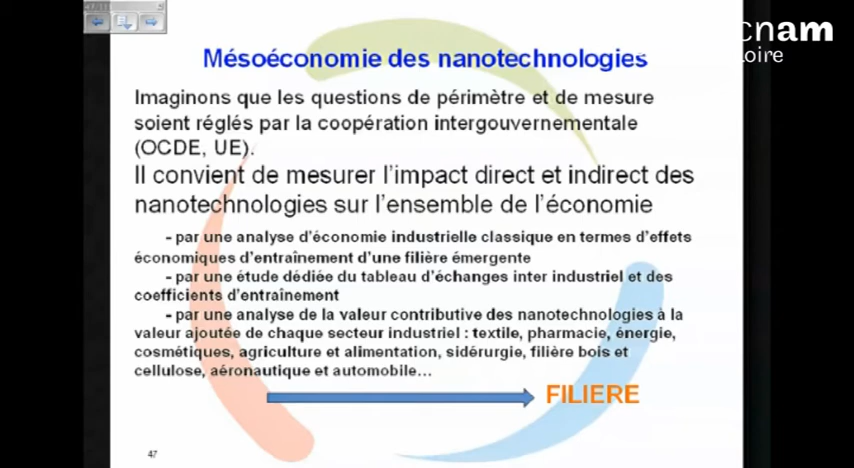 cnam
Loire
Mésoéconomie des nanotechnologies
Imaginons que les questions de périmètre et de mesure
soient réglés par la coopération intergouvernementale
(OCDE, UE).
Il convient de mesurer l'impact direct et indirect des
nanotechnologies sur l'ensemble de l'économie
- par une analyse d'économie industrielle classique en termes d'effets
économiques d'entraînement d'une filière émergente
- par une étude dédiée du tableau d'échanges inter industriel et des
coefficients d'entraînement
- par une analyse de la valeur contributive des nanotechnologies à la
valeur ajoutée de chaque secteur industriel : textile, pharmacie, énergie,
cosmétiques, agriculture et alimentation, sidérurgie, filière bois et
cellulose, aéronautique et automobile...
FILIERE
47